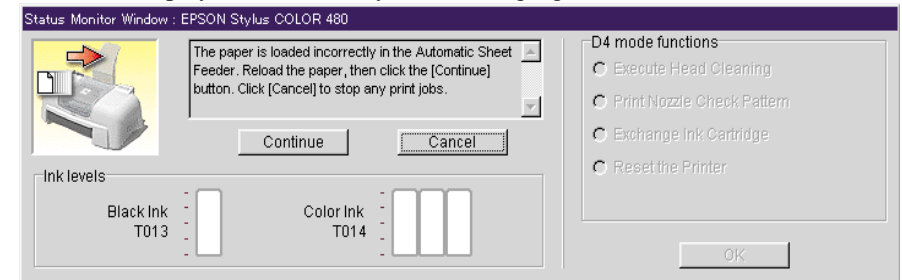 Status Monitor Window : EPSON Stylus COLOR 480
The paper is loaded incorrectly in the Automatic Sheet
Feeder. Reload the paper, then click the [Continue]
button. Click [Cancel] to stop any print jobs.
Continue
Cancel
Ink levels
Black Ink
T013
Color Ink
T014
D4 mode functions
Execute Head Cleaning
Print Nozzle Check Pattern
Exchange Ink Cartridge
Reset the Printer
OK